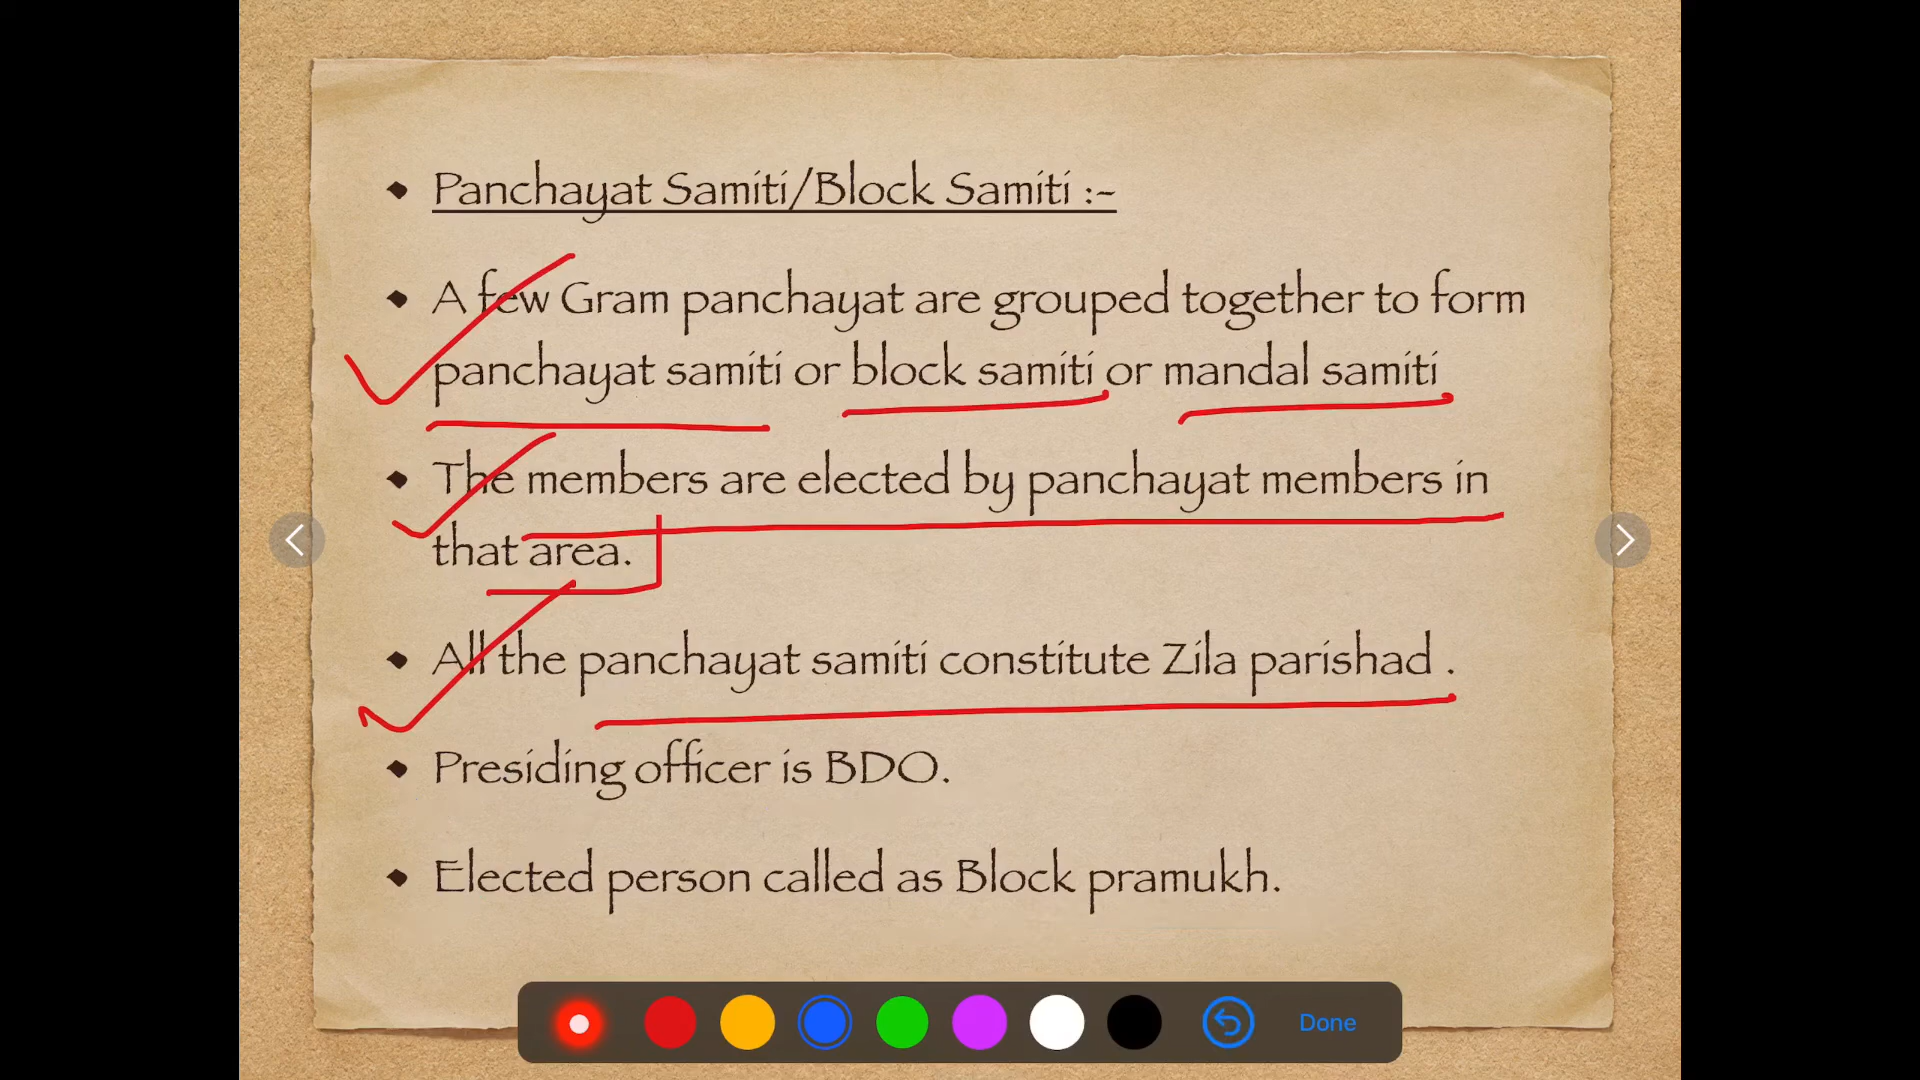 Panchayat Samiti/Block Samiti :-
A few Gram panchayat are grouped together to form
panchayat samiti or block samiti or mandal samiti
The members are elected by panchayat members in
that area.
All the panchayat samiti constitute Zila parishad .
Presiding officer is BDO.
Elected person called as Block pramukh.
Done